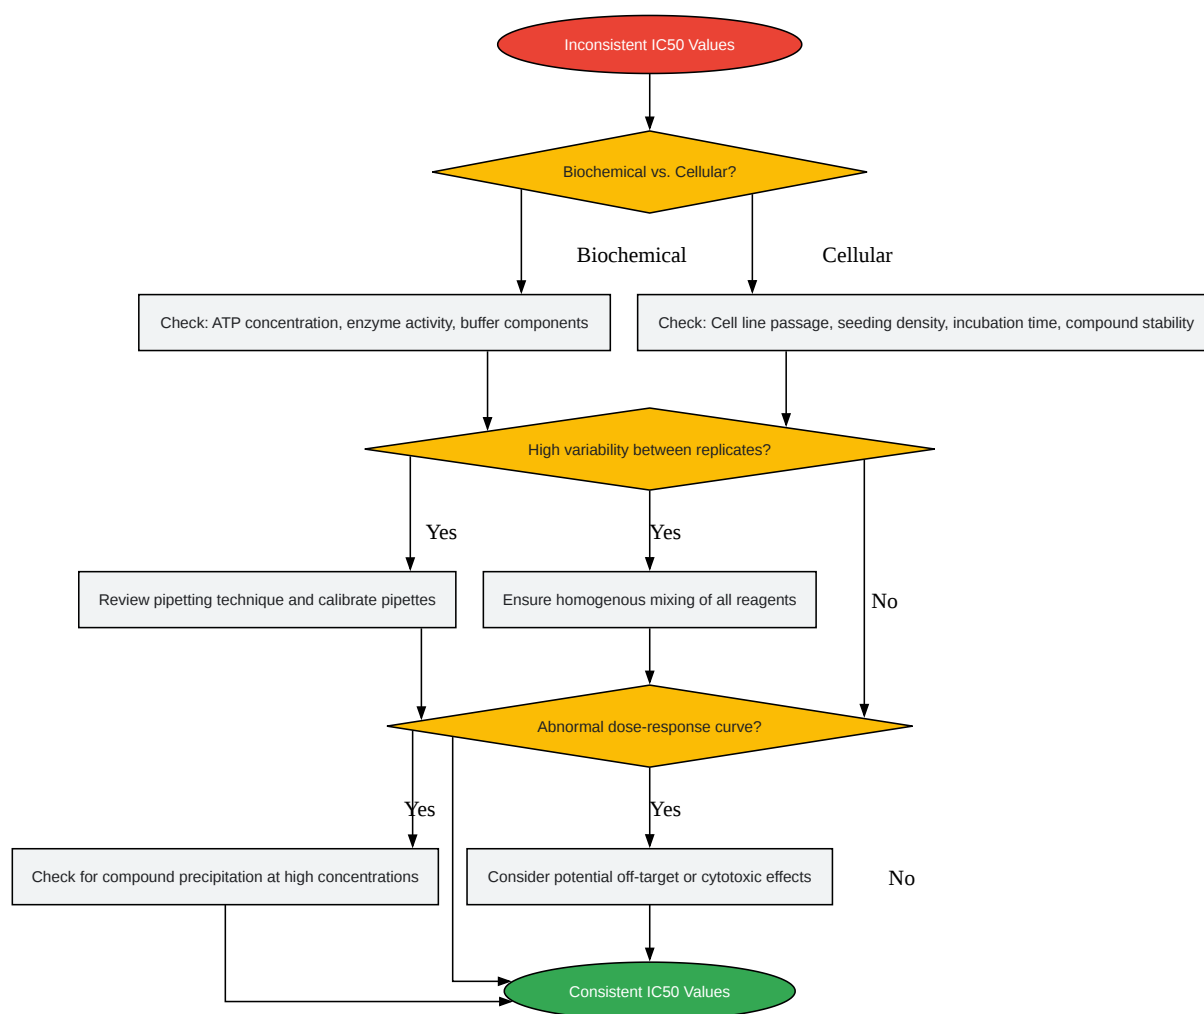 Inconsistent IC50 Values
Biochemical vs. Cellular?
Biochemical
Cellular
Check: ATP concentration, enzyme activity, buffer components
Check: Cell line passage, seeding density, incubation time, compound stability
High variability between replicates?
Yes
Yes
Review pipetting technique and calibrate pipettes
Ensure homogenous mixing of all reagents
No
Abnormal dose-response curve?
Yes
Yes
Check for compound precipitation at high concentrations
Consider potential off-target or cytotoxic effects
No
Consistent IC50 Values